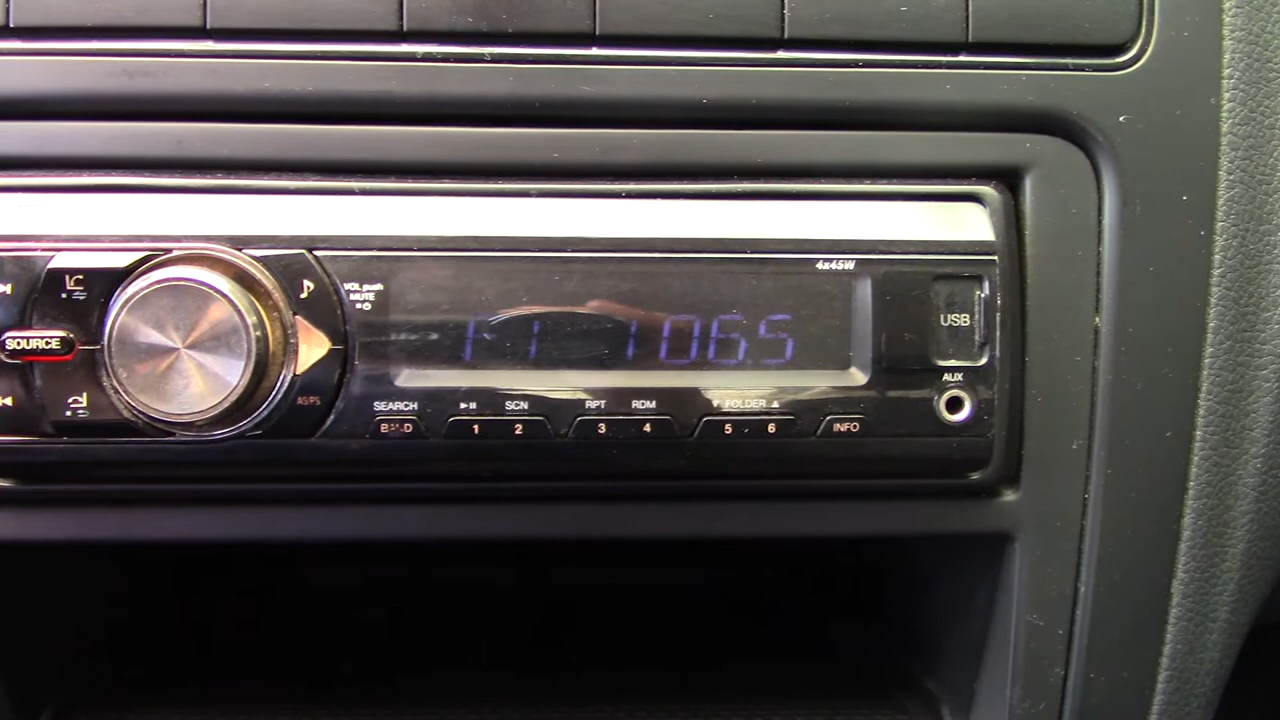 4x45W
VOL push
MUTE
F1 106.5
USB
SOURCE
AUX
AS/PS
SEARCH
SCN
RPT
RDM
FOLDER
BAND
1
2
3
4
5
6
INFO